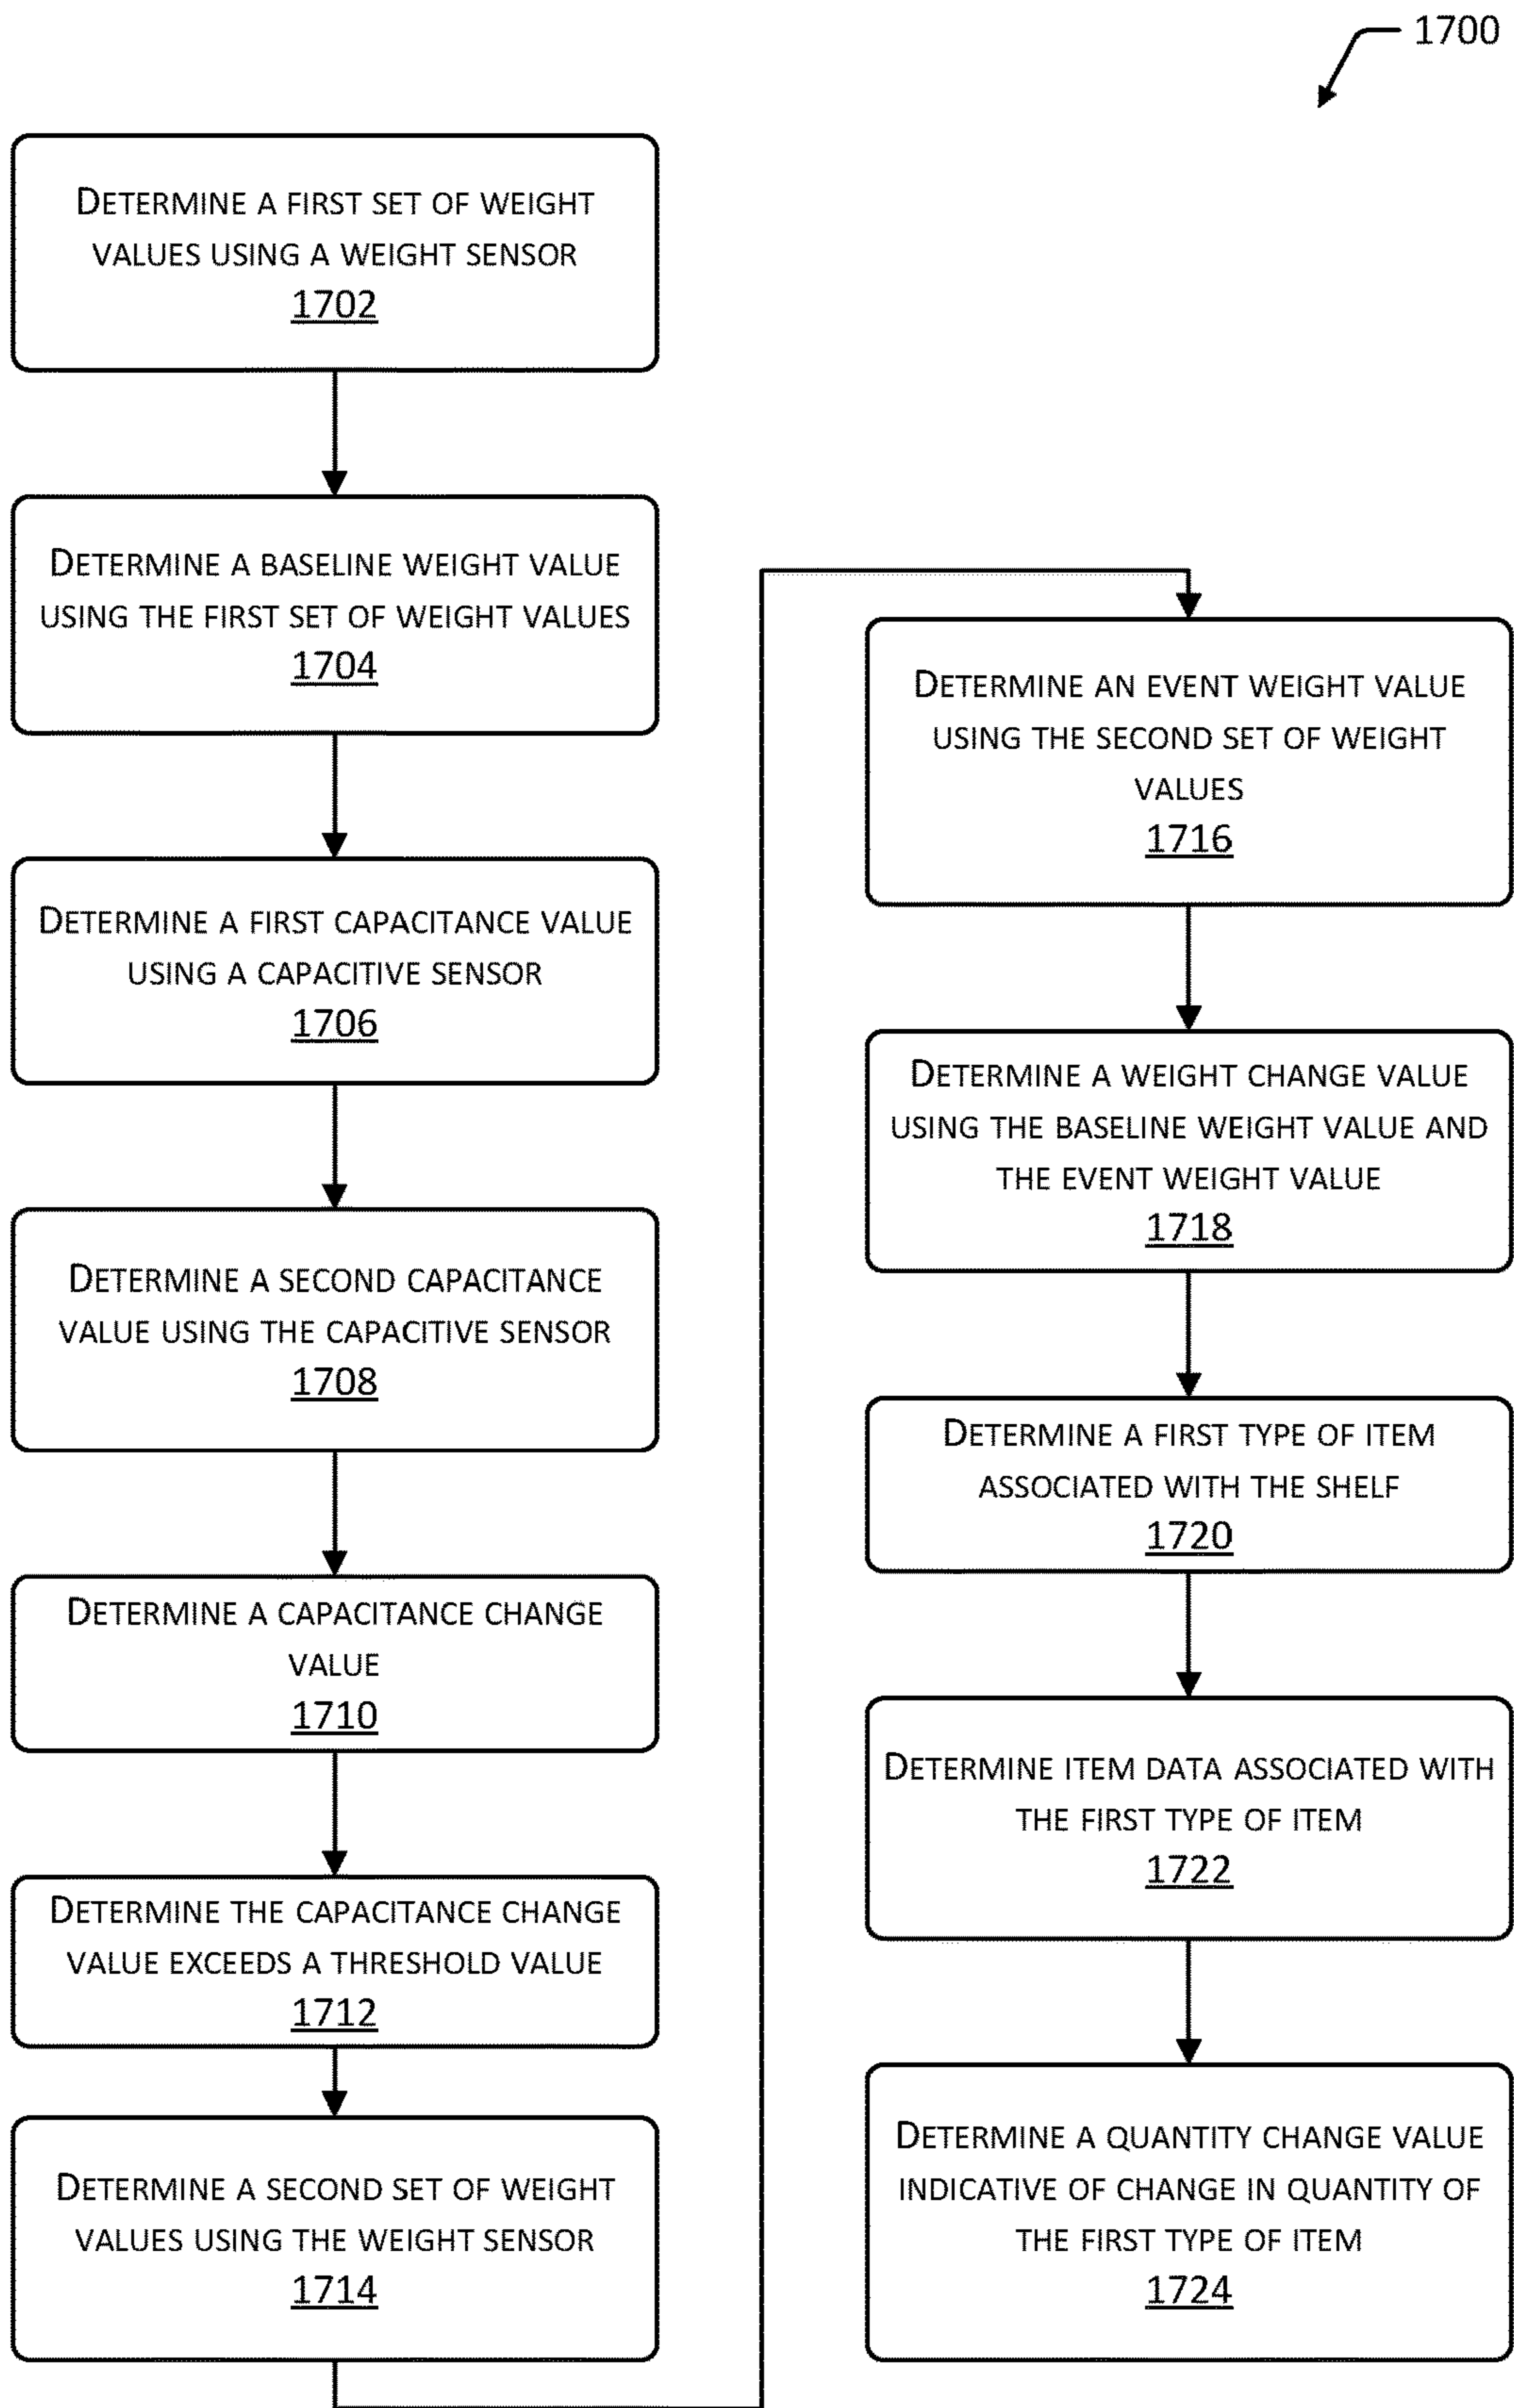 1700
DETERMINE A FIRST SET OF WEIGHT
VALUES USING A WEIGHT SENSOR
1702
DETERMINE A BASELINE WEIGHT VALUE
USING THE FIRST SET OF WEIGHT VALUES
1704
DETERMINE A FIRST CAPACITANCE VALUE
USING A CAPACITIVE SENSOR
1706
DETERMINE A SECOND CAPACITANCE
VALUE USING THE CAPACITIVE SENSOR
1708
DETERMINE A CAPACITANCE CHANGE
VALUE
1710
DETERMINE THE CAPACITANCE CHANGE
VALUE EXCEEDS A THRESHOLD VALUE
1712
DETERMINE A SECOND SET OF WEIGHT
VALUES USING THE WEIGHT SENSOR
1714
DETERMINE AN EVENT WEIGHT VALUE
USING THE SECOND SET OF WEIGHT
VALUES
1716
DETERMINE A WEIGHT CHANGE VALUE
USING THE BASELINE WEIGHT VALUE AND
THE EVENT WEIGHT VALUE
1718
DETERMINE A FIRST TYPE OF ITEM
ASSOCIATED WITH THE SHELF
1720
DETERMINE ITEM DATA ASSOCIATED WITH
THE FIRST TYPE OF ITEM
1722
DETERMINE A QUANTITY CHANGE VALUE
INDICATIVE OF CHANGE IN QUANTITY OF
THE FIRST TYPE OF ITEM
1724